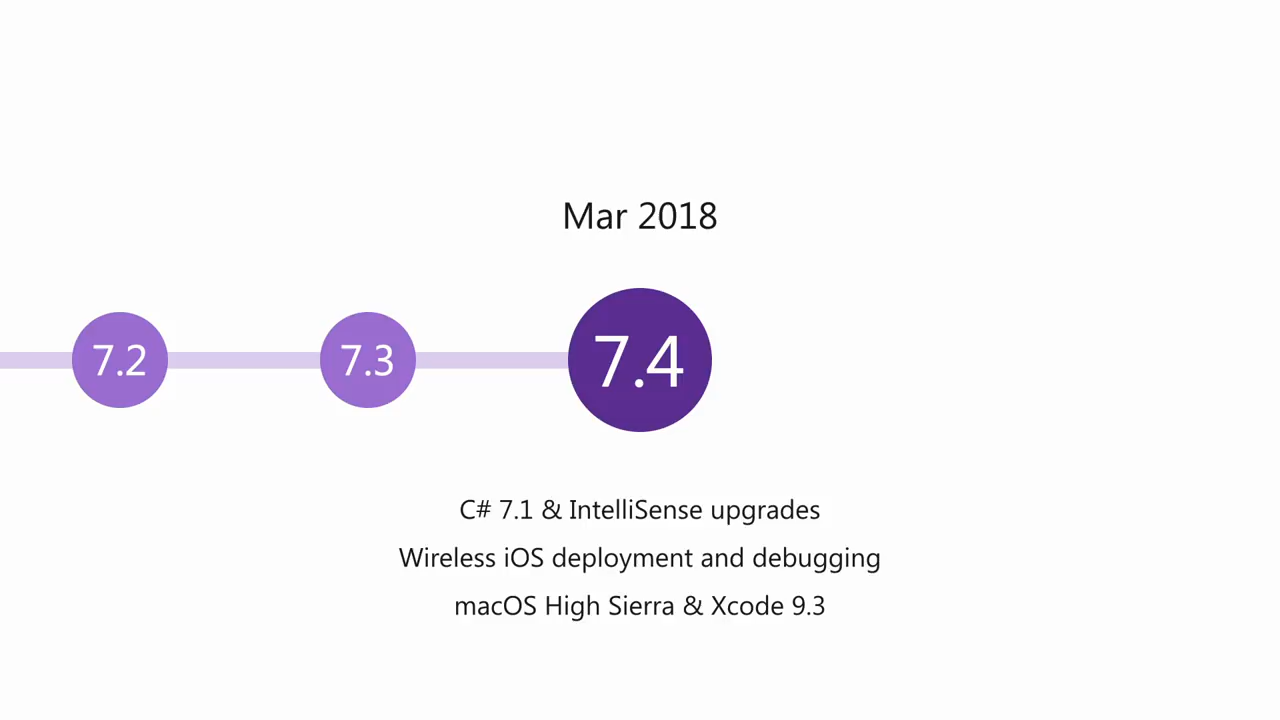 Mar 2018
7.2 7.3 7.4
C# 7.1 & IntelliSense upgrades
Wireless iOS deployment and debugging
macOS High Sierra & Xcode 9.3